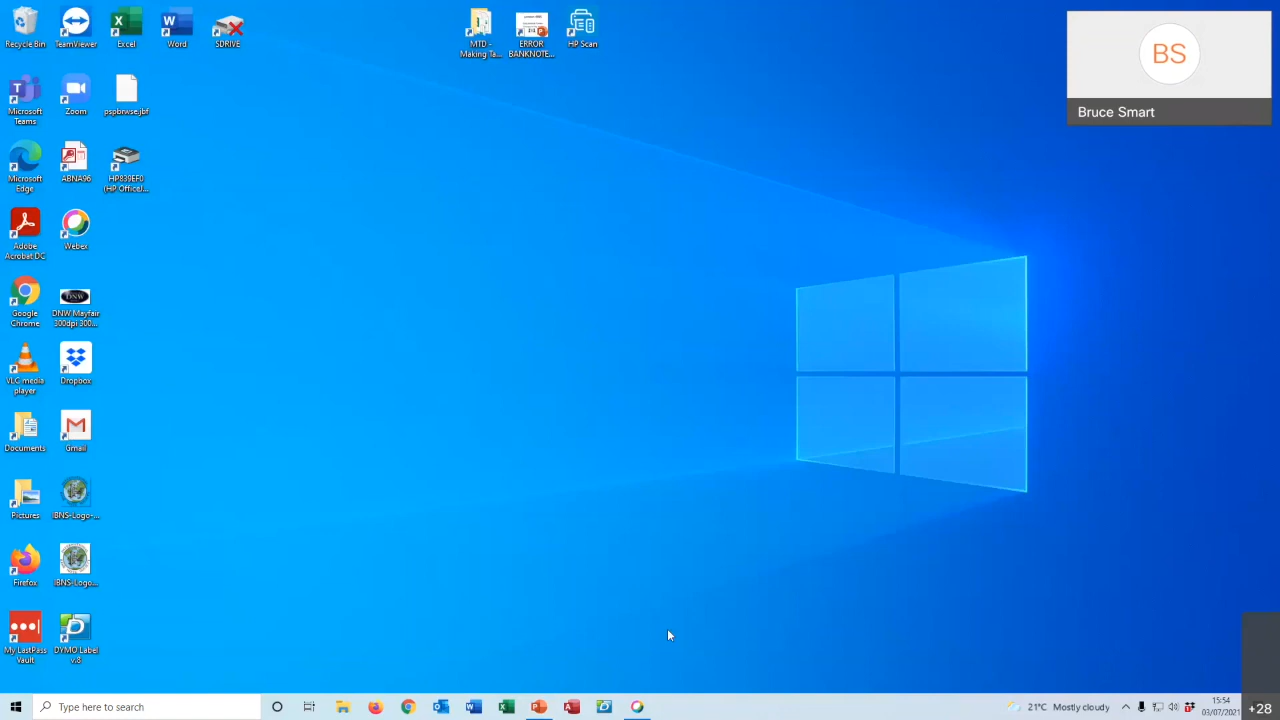 Recycle Bin
TeamViewer
Excel
Word
SDRIVE
MTD -
Making Ta...
ERROR
BANKNOTE...
HP Scan
BS
Bruce Smart
Microsoft
Teams
Zoom
pspbrwse.jbf
Microsoft
Edge
ABNA96
HP839EF0
(HP OfficeJ...
Adobe
Acrobat DC
Webex
Google
Chrome
DNW
DNW Mayfair
300dpi 300...
VLC media
player
Dropbox
Documents
Gmail
Pictures
IBNS-Logo-...
Firefox
IBNS-Logo...
My LastPass
Vault
DYMO Label
v.8
Type here to search
21°C Mostly cloudy
15:54
03/07/2021
+28